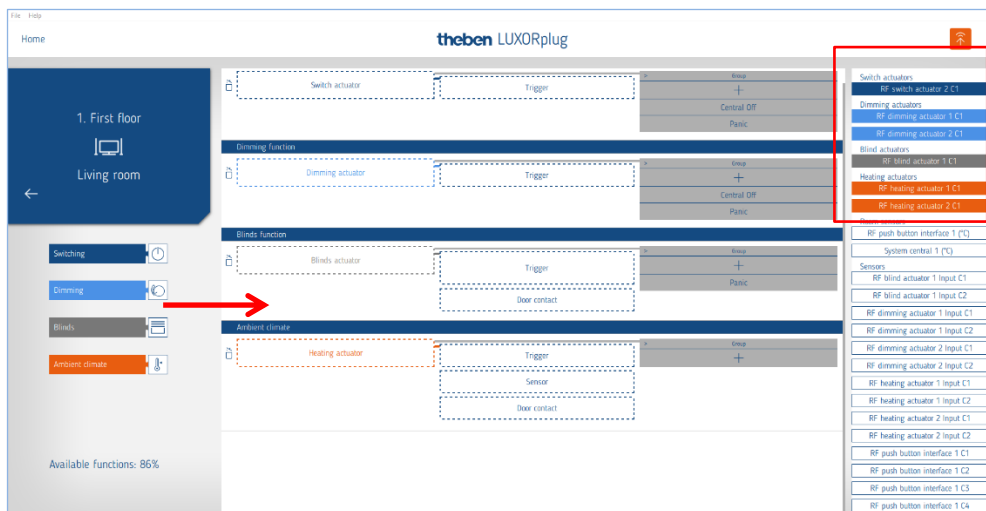 File Help
Home
theben LUXORplug
1. First floor
Living room
Switching
Dimming
Blinds
Ambient climate
Available functions: 86%
Switch actuator
Trigger
Group
+
Central Off
Panic
Dimming function
Dimming actuator
Trigger
Group
+
Central Off
Panic
Blinds function
Blinds actuator
Trigger
Door contact
Group
+
Panic
Ambient climate
Heating actuator
Trigger
Sensor
Door contact
Group
+
Switch actuators
RF switch actuator 2 C1
Dimming actuators
RF dimming actuator 1 C1
RF dimming actuator 2 C1
Blind actuators
RF blind actuator 1 C1
Heating actuators
RF heating actuator 1 C1
RF heating actuator 2 C1
RF push button interface 1 (°C)
System central 1 (°C)
Sensors
RF blind actuator 1 Input C1
RF blind actuator 1 Input C2
RF dimming actuator 1 Input C1
RF dimming actuator 1 Input C2
RF dimming actuator 2 Input C1
RF dimming actuator 2 Input C2
RF heating actuator 1 Input C1
RF heating actuator 1 Input C2
RF heating actuator 2 Input C1
RF heating actuator 2 Input C2
RF push button interface 1 C1
RF push button interface 1 C2
RF push button interface 1 C3
RF push button interface 1 C4